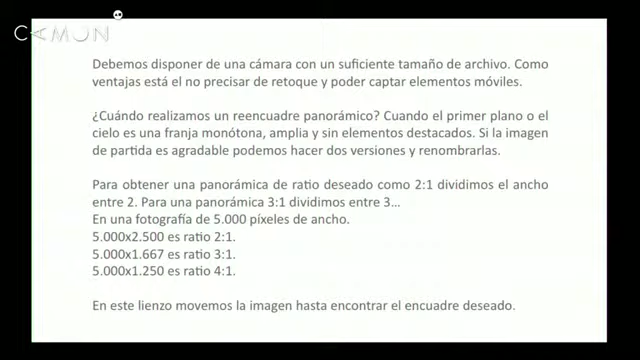 CAMON
Debemos disponer de una cámara con un suficiente tamaño de archivo. Como
ventajas está el no precisar de retoque y poder captar elementos móviles.
¿Cuándo realizamos un reencuadre panorámico? Cuando el primer plano o el
cielo es una franja monótona, amplia y sin elementos destacados. Si la imagen
de partida es agradable podemos hacer dos versiones y renombrarlas.
Para obtener una panorámica de ratio deseado como 2:1 dividimos el ancho
entre 2. Para una panorámica 3:1 dividimos entre 3...
En una fotografía de 5.000 píxeles de ancho.
5.000x2.500 es ratio 2:1.
5.000x1.667 es ratio 3:1.
5.000x1.250 es ratio 4:1.
En este lienzo movemos la imagen hasta encontrar el encuadre deseado.